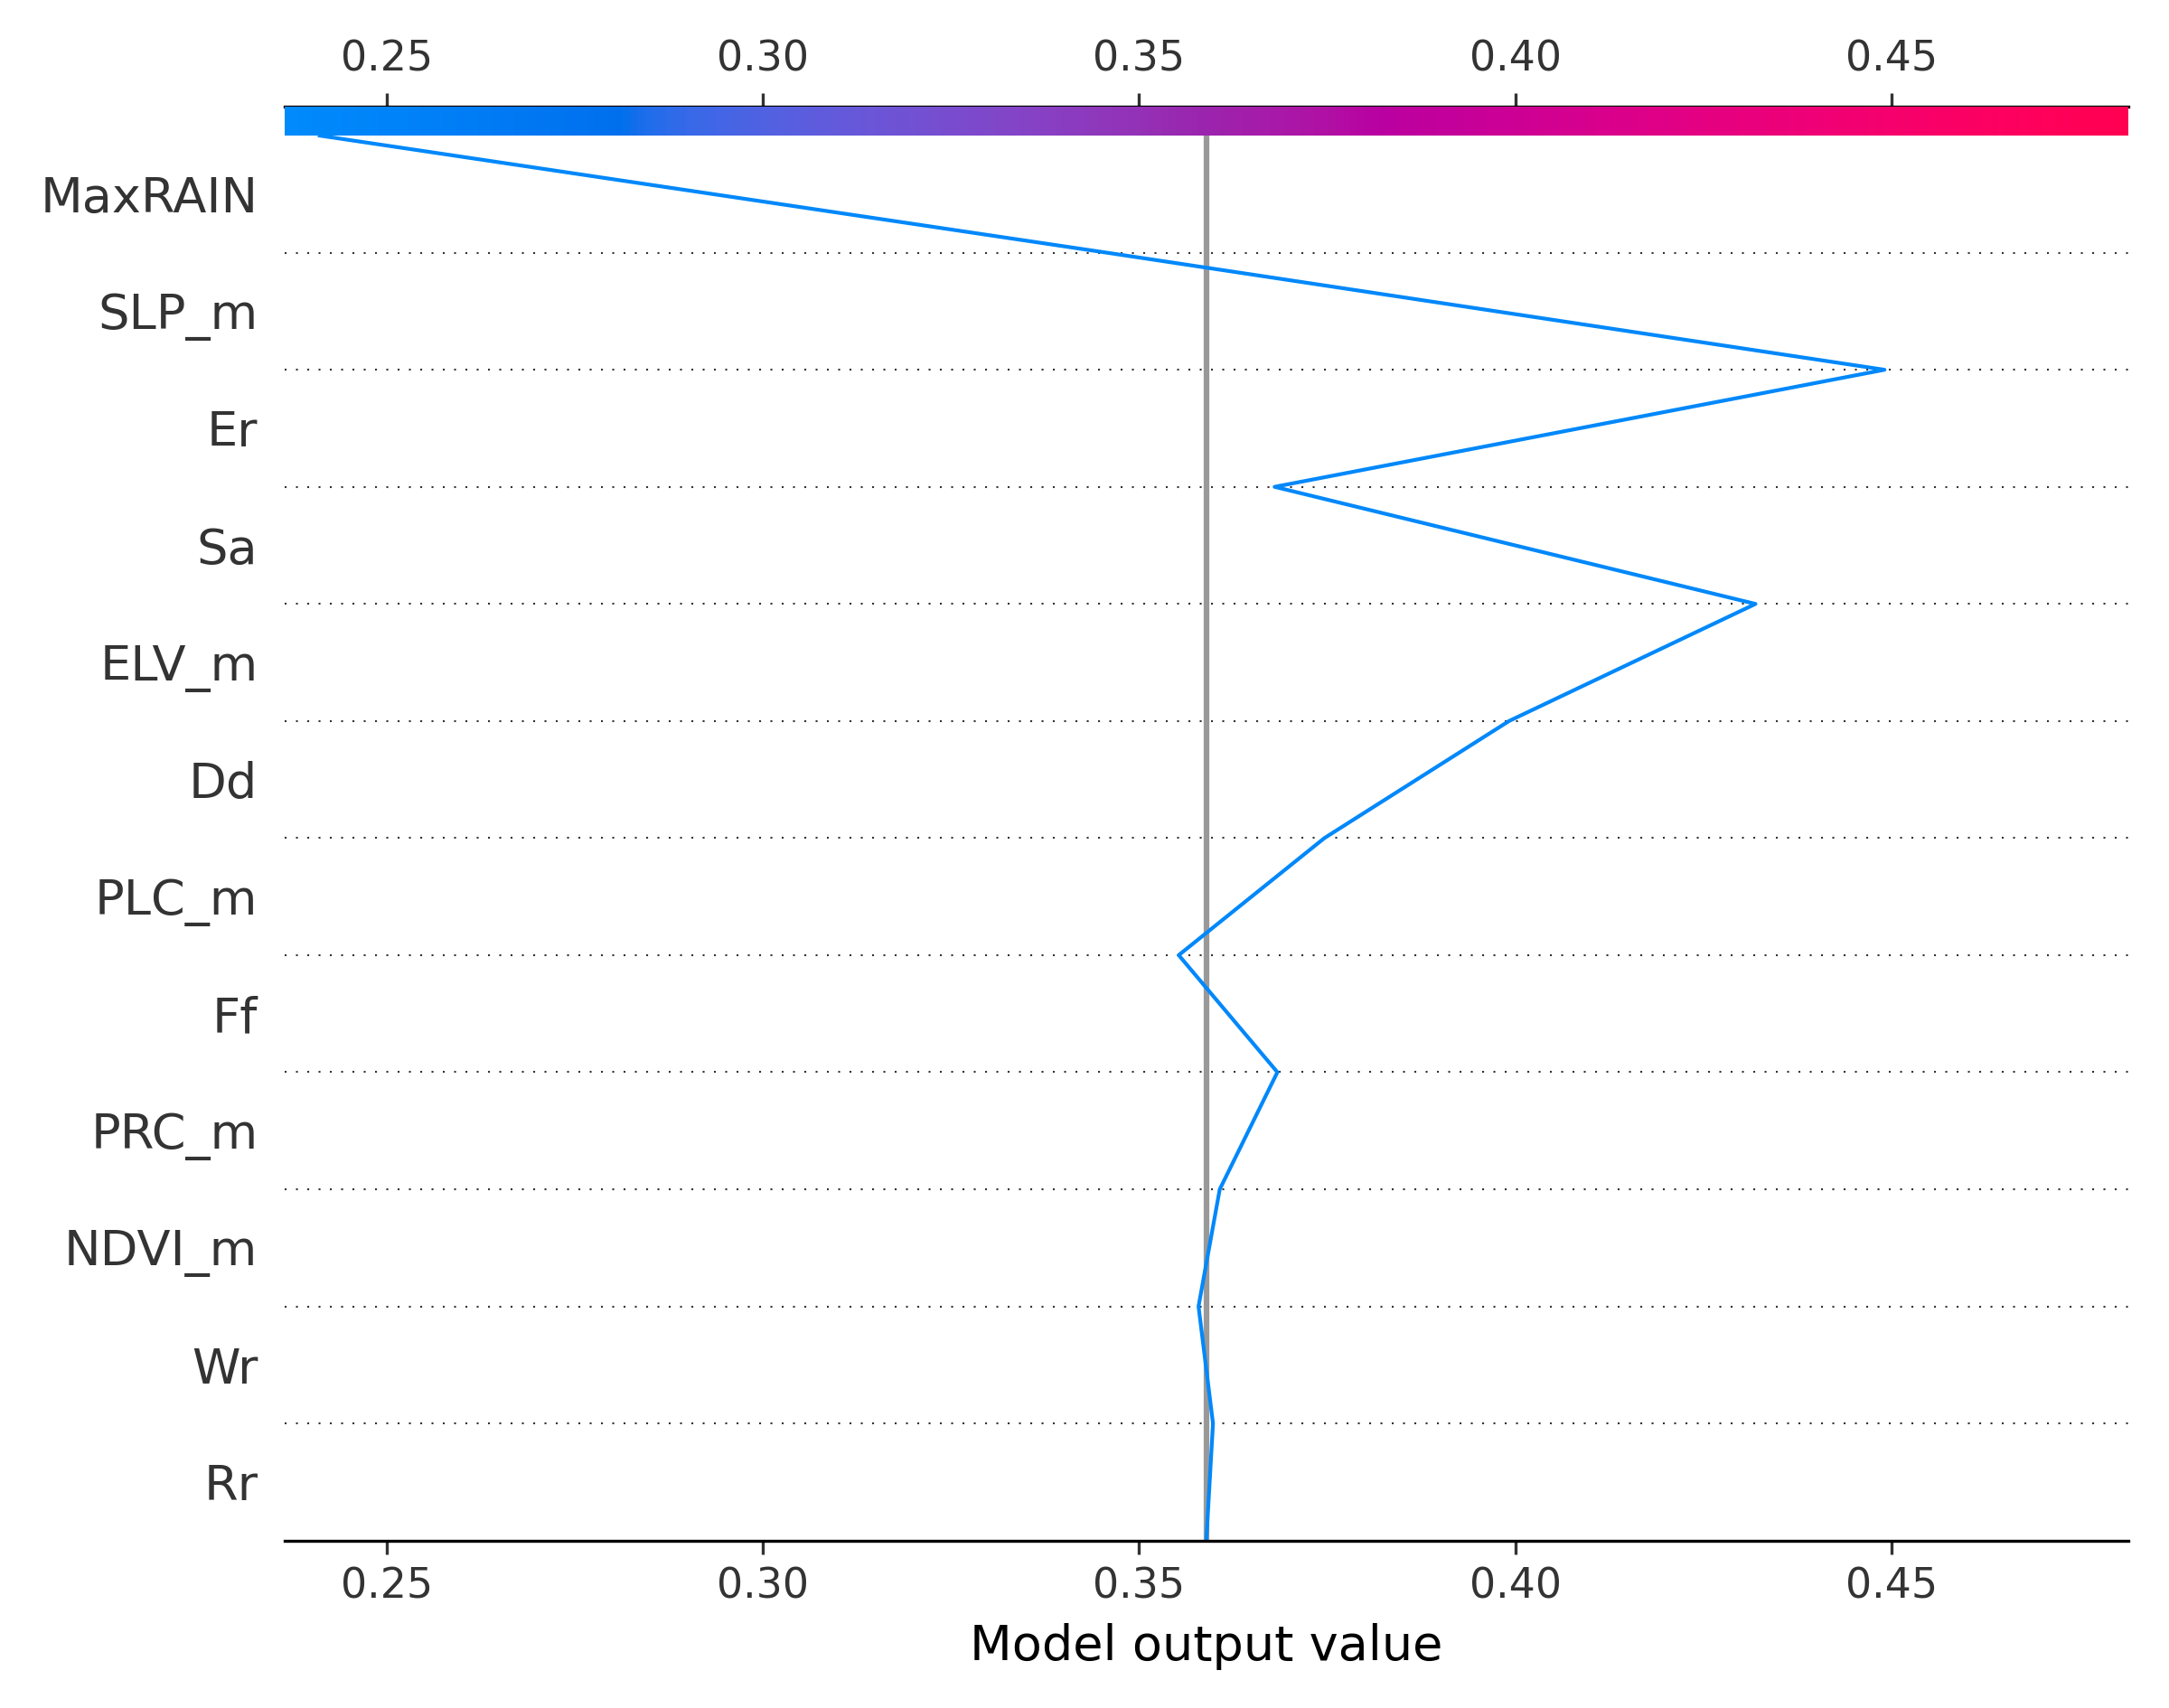 0.25 0.30 0.35 0.40 0.45
MaxRAIN
SLP_m
Er
Sa
ELV_m
Dd
PLC_m
Ff
PRC_m
NDVI_m
Wr
Rr
0.25 0.30 0.35 0.40 0.45
Model output value